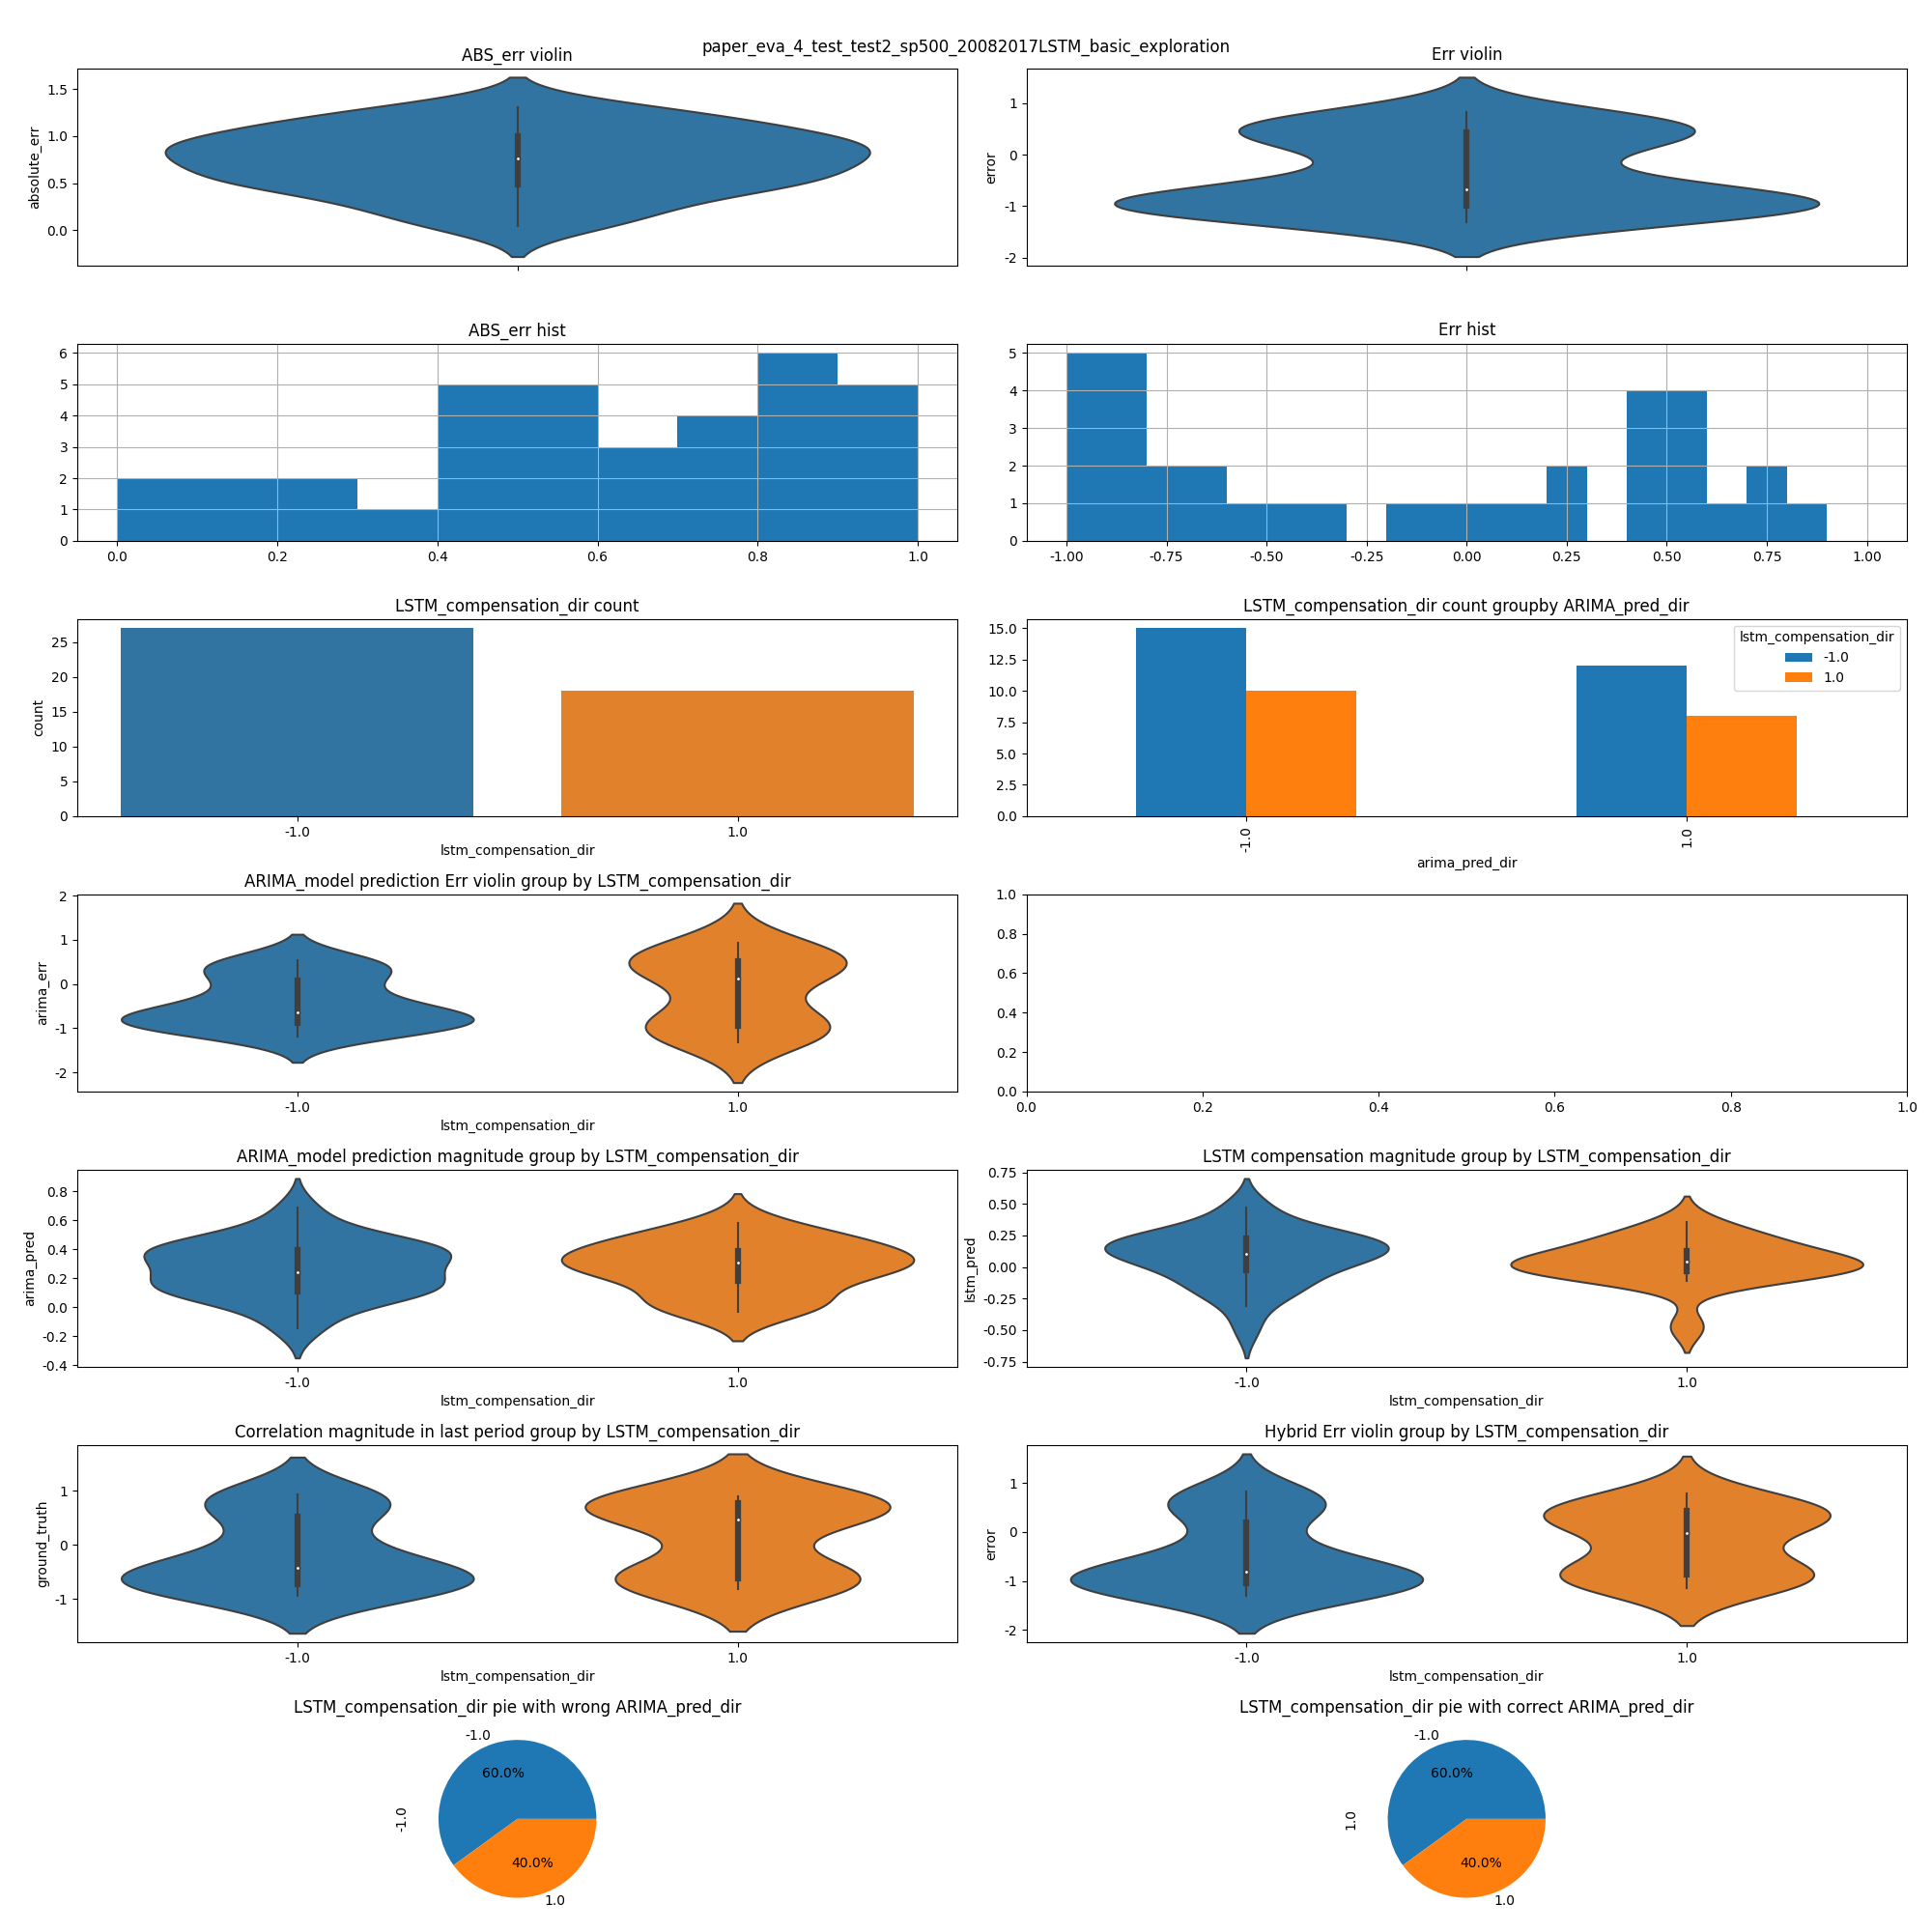 paper_eva_4_test_test2_sp500_20082017LSTM_basic_exploration
ABS_err violin
absolute_err
1.5
1.0
0.5
0.0
Err violin
error
1
0
-1
-2
ABS_err hist
6
5
4
3
2
1
0
0.0 0.2 0.4 0.6 0.8 1.0
Err hist
5
4
3
2
1
0
-1.00 -0.75 -0.50 -0.25 0.00 0.25 0.50 0.75 1.00
LSTM_compensation_dir count
count
25
20
15
10
5
0
-1.0 1.0
lstm_compensation_dir
LSTM_compensation_dir count groupby ARIMA_pred_dir
15.0
12.5
10.0
7.5
5.0
2.5
0.0
lstm_compensation_dir
-1.0
1.0
-1.0 1.0
arima_pred_dir
ARIMA_model prediction Err violin group by LSTM_compensation_dir
arima_err
2
1
0
-1
-2
-1.0 1.0
lstm_compensation_dir
1.0
0.8
0.6
0.4
0.2
0.0
0.0 0.2 0.4 0.6 0.8 1.0
ARIMA_model prediction magnitude group by LSTM_compensation_dir
arima_pred
0.8
0.6
0.4
0.2
0.0
-0.2
-0.4
-1.0 1.0
lstm_compensation_dir
LSTM compensation magnitude group by LSTM_compensation_dir
lstm_pred
0.75
0.50
0.25
0.00
-0.25
-0.50
-0.75
-1.0 1.0
lstm_compensation_dir
Correlation magnitude in last period group by LSTM_compensation_dir
ground_truth
1
0
-1
-1.0 1.0
lstm_compensation_dir
Hybrid Err violin group by LSTM_compensation_dir
error
1
0
-1
-2
-1.0 1.0
lstm_compensation_dir
LSTM_compensation_dir pie with wrong ARIMA_pred_dir
-1.0
60.0%
-1.0
40.0%
1.0
LSTM_compensation_dir pie with correct ARIMA_pred_dir
-1.0
60.0%
1.0
40.0%
1.0